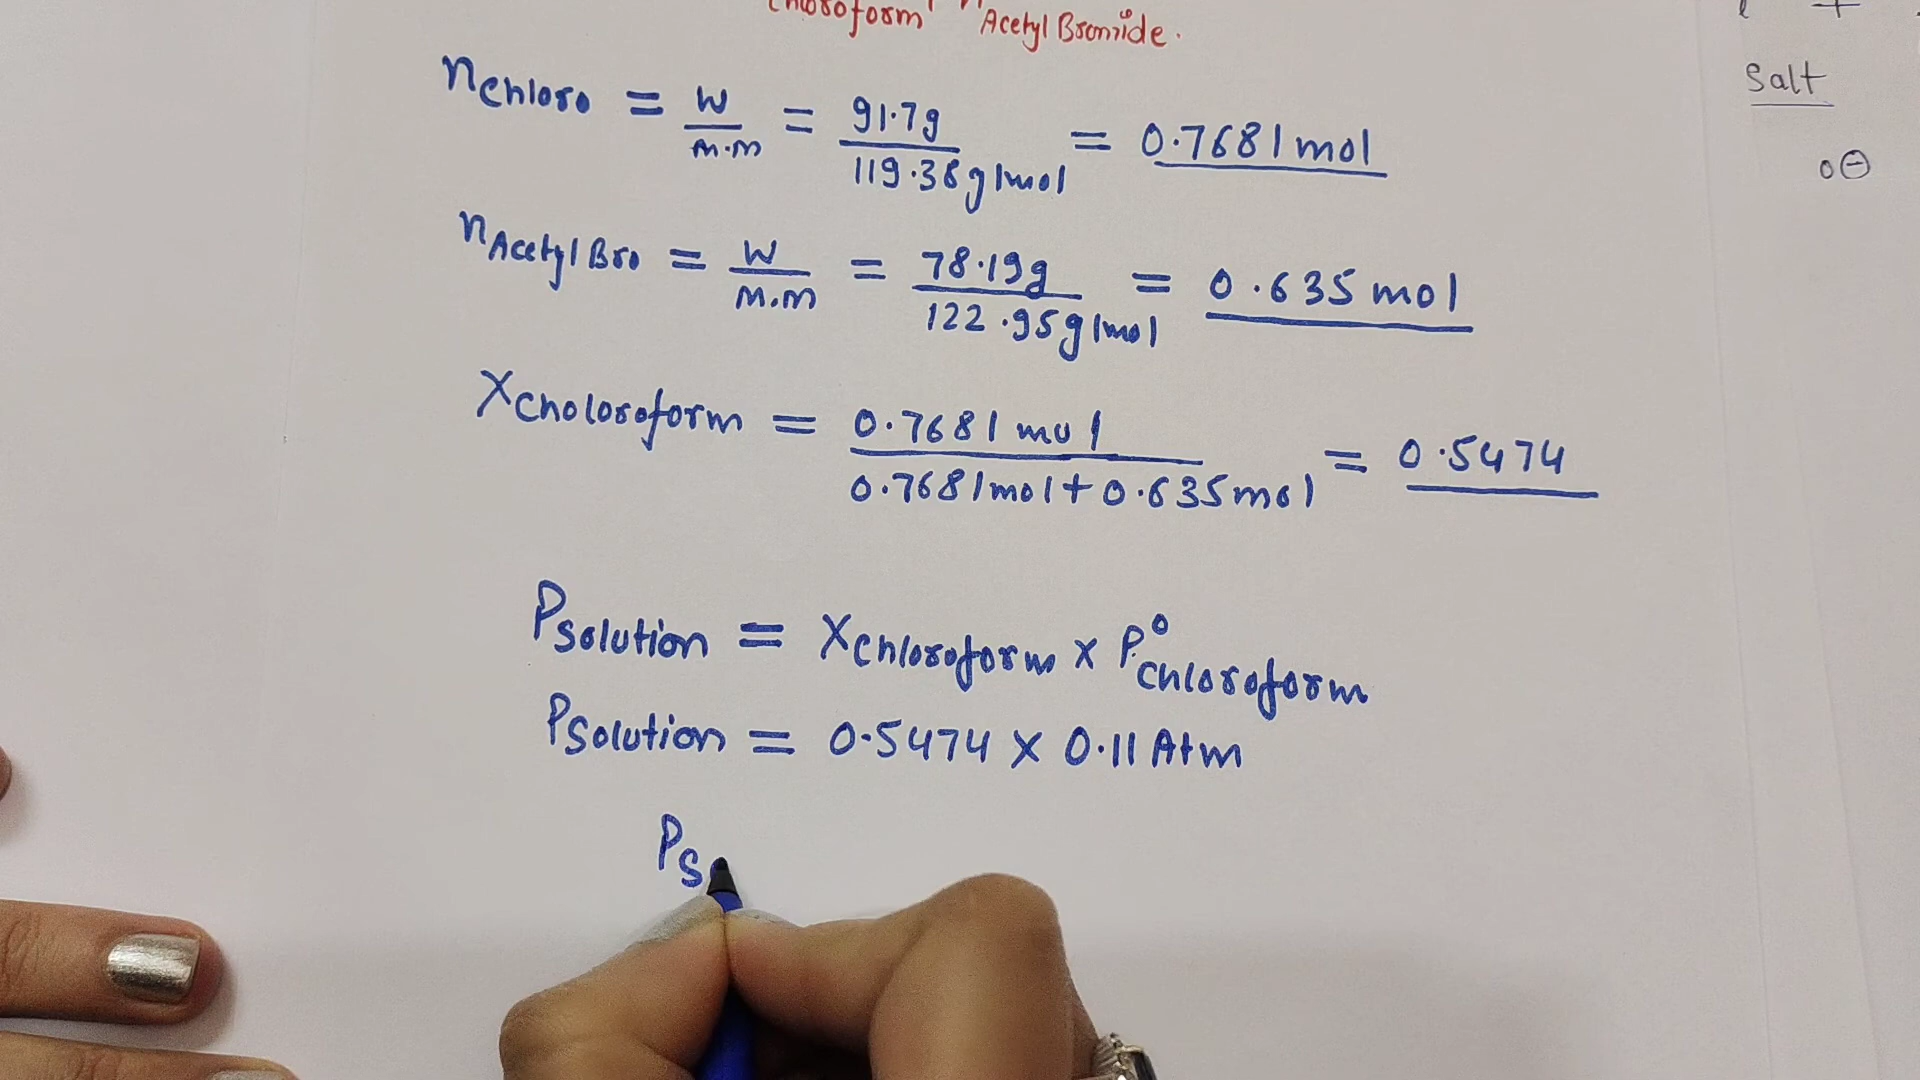 Chloroform, n Acetyl Bromide.
n Chloro = W / m.m = 91.7g / 119.38g/mol = 0.7681 mol
n Acetyl Bro = W / m.m = 78.19g / 122.95g/mol = 0.635 mol
X Choloroform = 0.7681 mol / 0.7681 mol + 0.635 mol = 0.5474
P solution = X Chloroform x P° Chloroform
P solution = 0.5474 x 0.11 Atm
Ps
+
Salt
0⊖